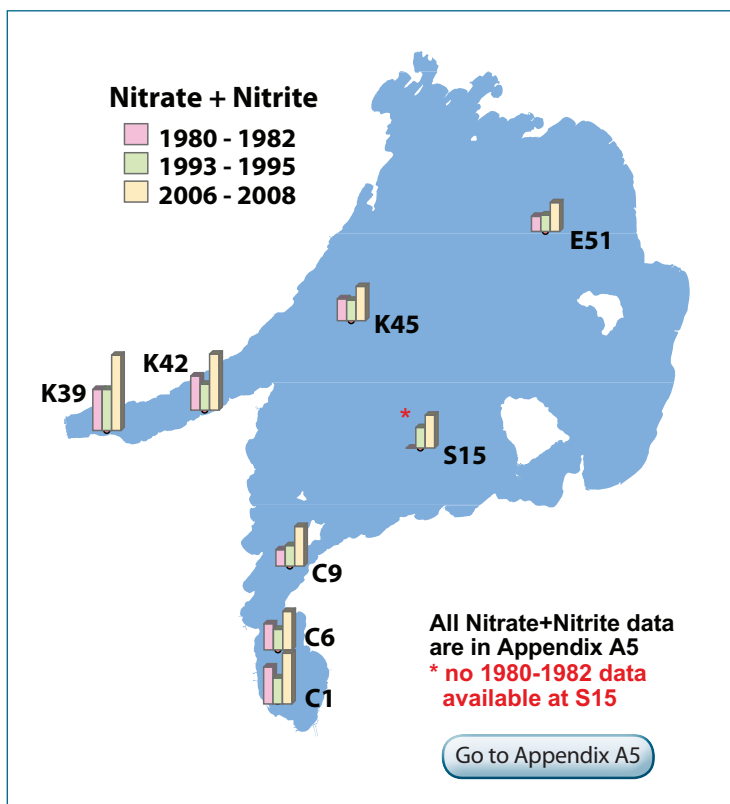 Nitrate + Nitrite
1980 - 1982
1993 - 1995
2006 - 2008
E51
K45
K42
K39
*
S15
C9
C6
C1
All Nitrate+Nitrite data
are in Appendix A5
* no 1980-1982 data
available at S15
Go to Appendix A5